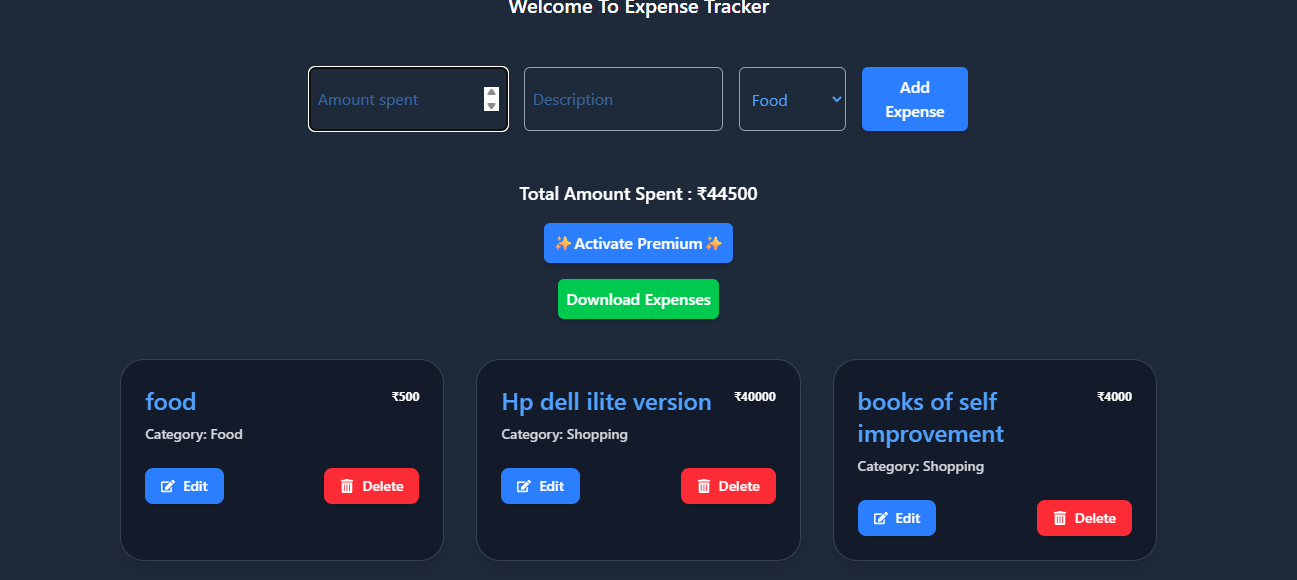 Welcome To Expense Tracker
Amount spent
Description
Food
Add
Expense
Total Amount Spent : ₹44500
✨Activate Premium✨
Download Expenses
food
₹500
Category: Food
Edit
Delete
Hp dell ilite version
₹40000
Category: Shopping
Edit
Delete
books of self
improvement
₹4000
Category: Shopping
Edit
Delete